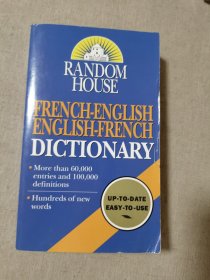 RANDOM
HOUSE
FRENCH-ENGLISH
ENGLISH-FRENCH
DICTIONARY
• More than 60,000
entries and 100,000
definitions
• Hundreds of new
words
UP-TO-DATE
EASY-TO-USE